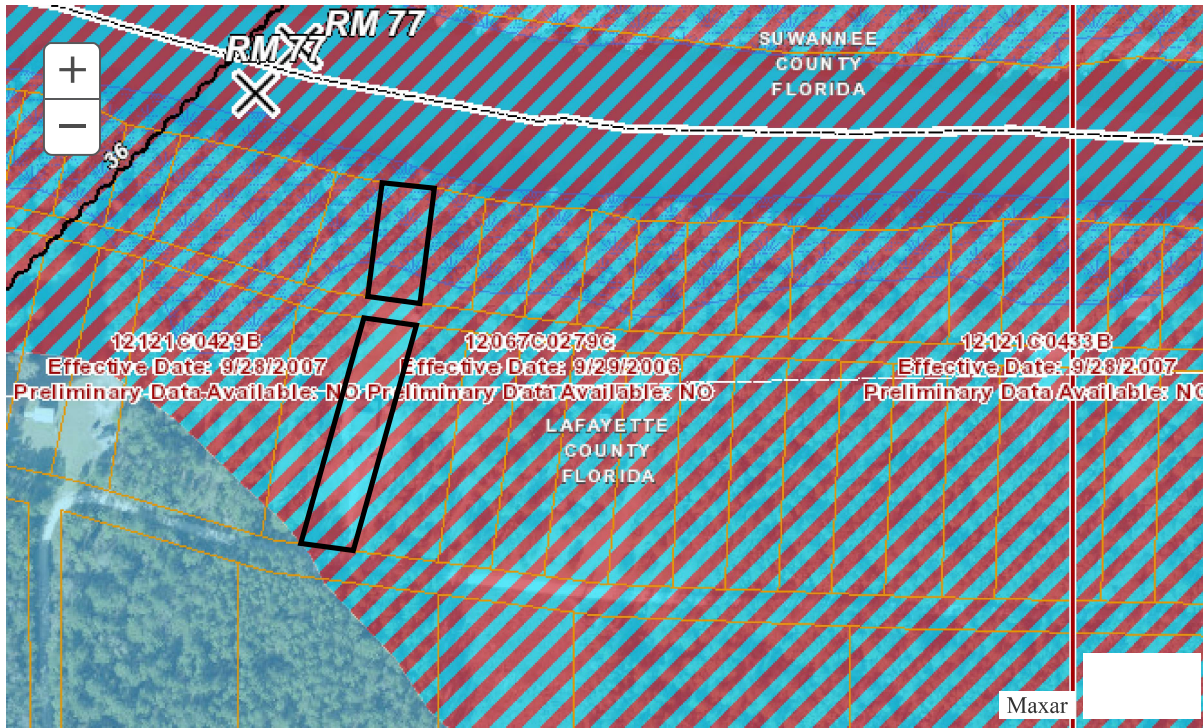 RM 77
RM 77
SUWANNEE
COUNTY
FLORIDA
+
−
36
12121C0429B
Effective Date: 9/28/2007
Preliminary Data Available: NO
12067C0279C
Effective Date: 9/29/2006
Preliminary Data Available: NO
12121C0433B
Effective Date: 9/28/2007
Preliminary Data Available: NO
LAFAYETTE
COUNTY
FLORIDA
Maxar